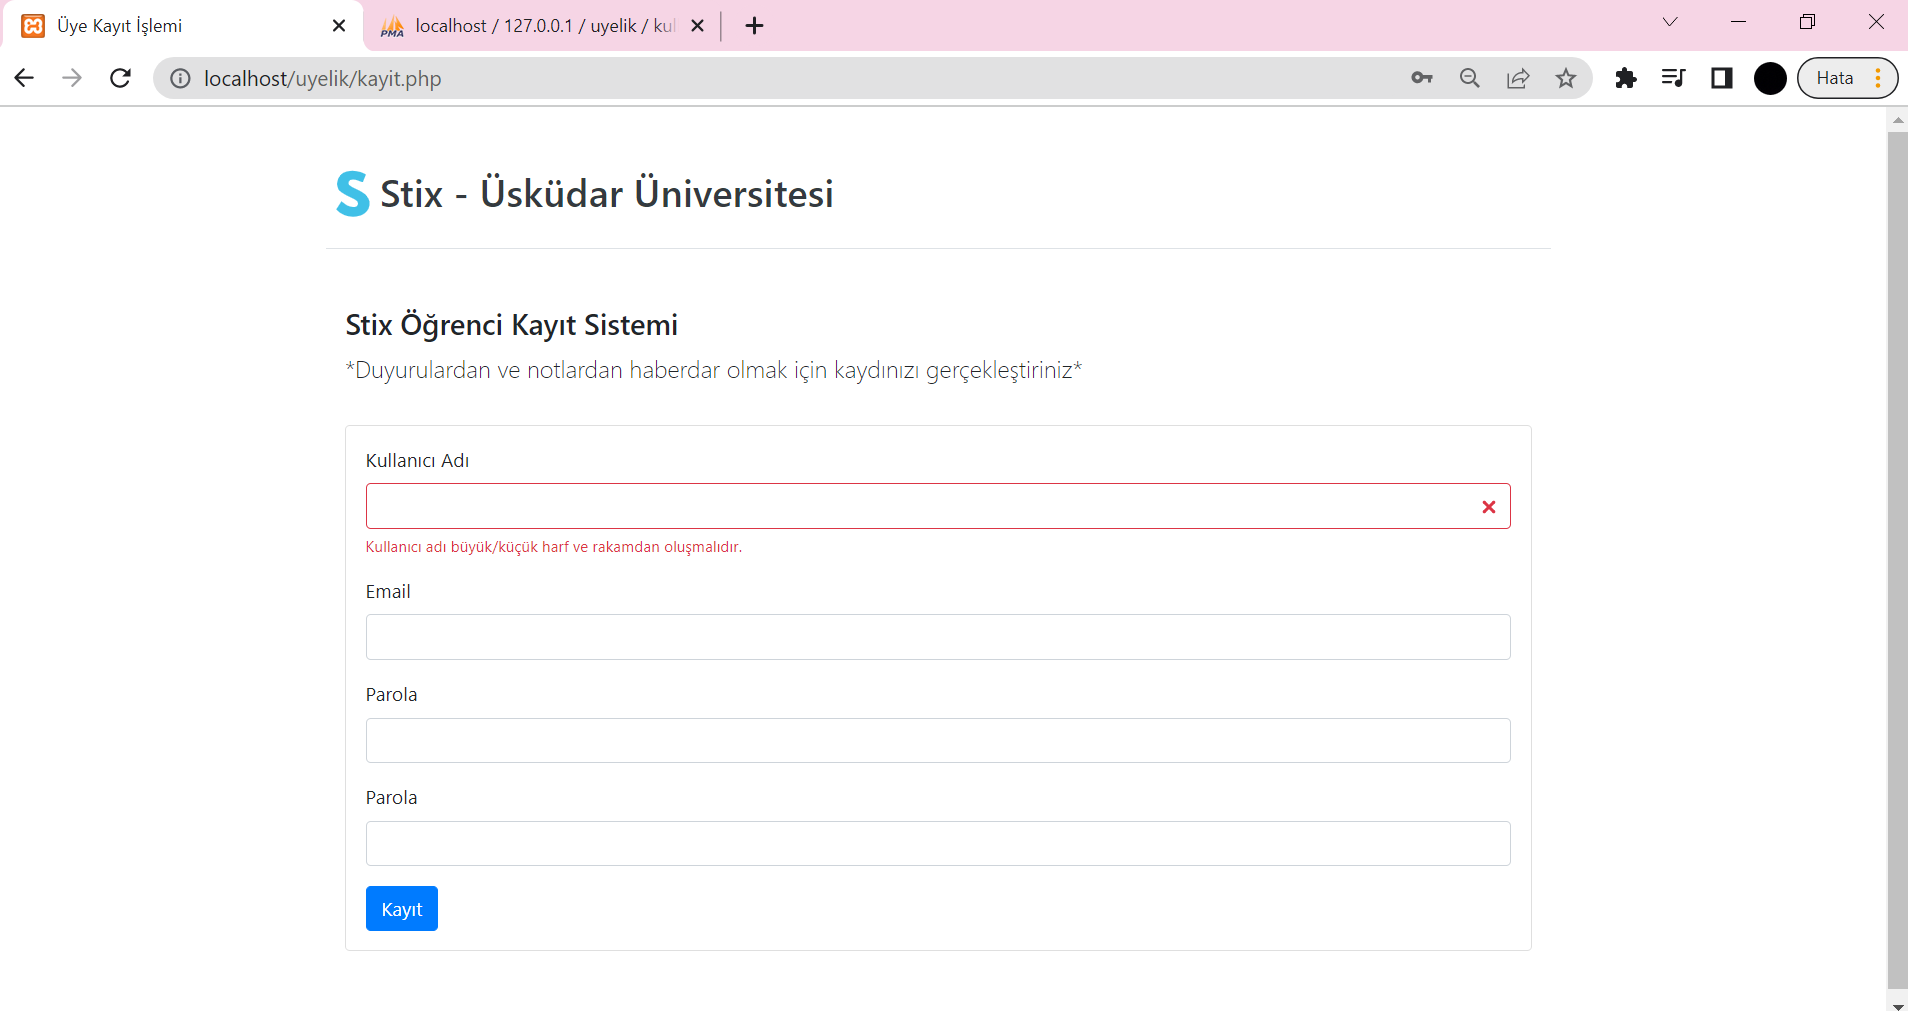 Üye Kayıt İşlemi
localhost / 127.0.0.1 / uyelik / kul
localhost/uyelik/kayit.php
Hata
S Stix - Üsküdar Üniversitesi
Stix Öğrenci Kayıt Sistemi
*Duyurulardan ve notlardan haberdar olmak için kaydınızı gerçekleştiriniz*
Kullanıcı Adı
Kullanıcı adı büyük/küçük harf ve rakamdan oluşmalıdır.
Email
Parola
Parola
Kayıt